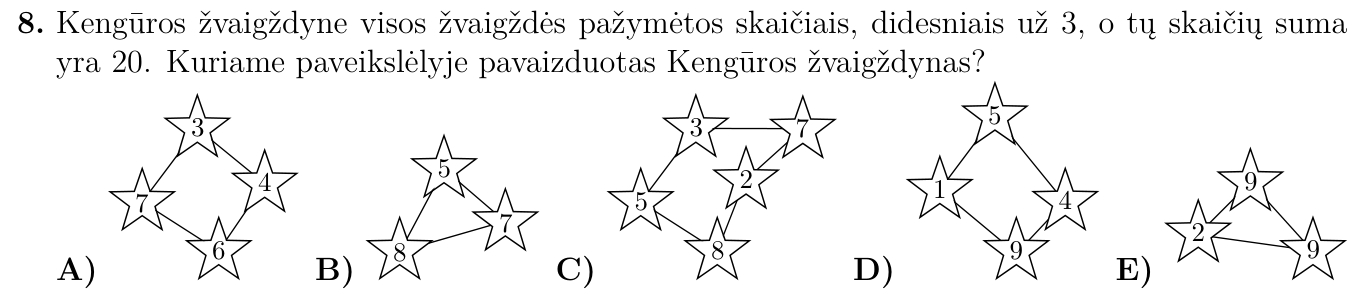 8. Kengūros žvaigždyne visos žvaigždės pažymėtos skaičiais, didesniais už 3, o tų skaičių suma
yra 20. Kuriame paveikslėlyje pavaizduotas Kengūros žvaigždynas?
A) 3 7 4 6
B) 5 7 8
C) 3 7 2 5 8
D) 5 1 4 9
E) 9 2 9